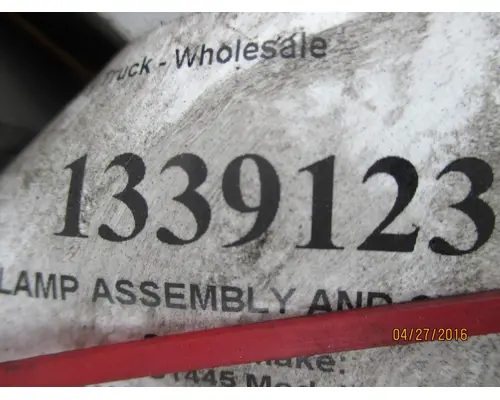 Truck - Wholesale
1339123
LAMP ASSEMBLY AND
04/27/2016